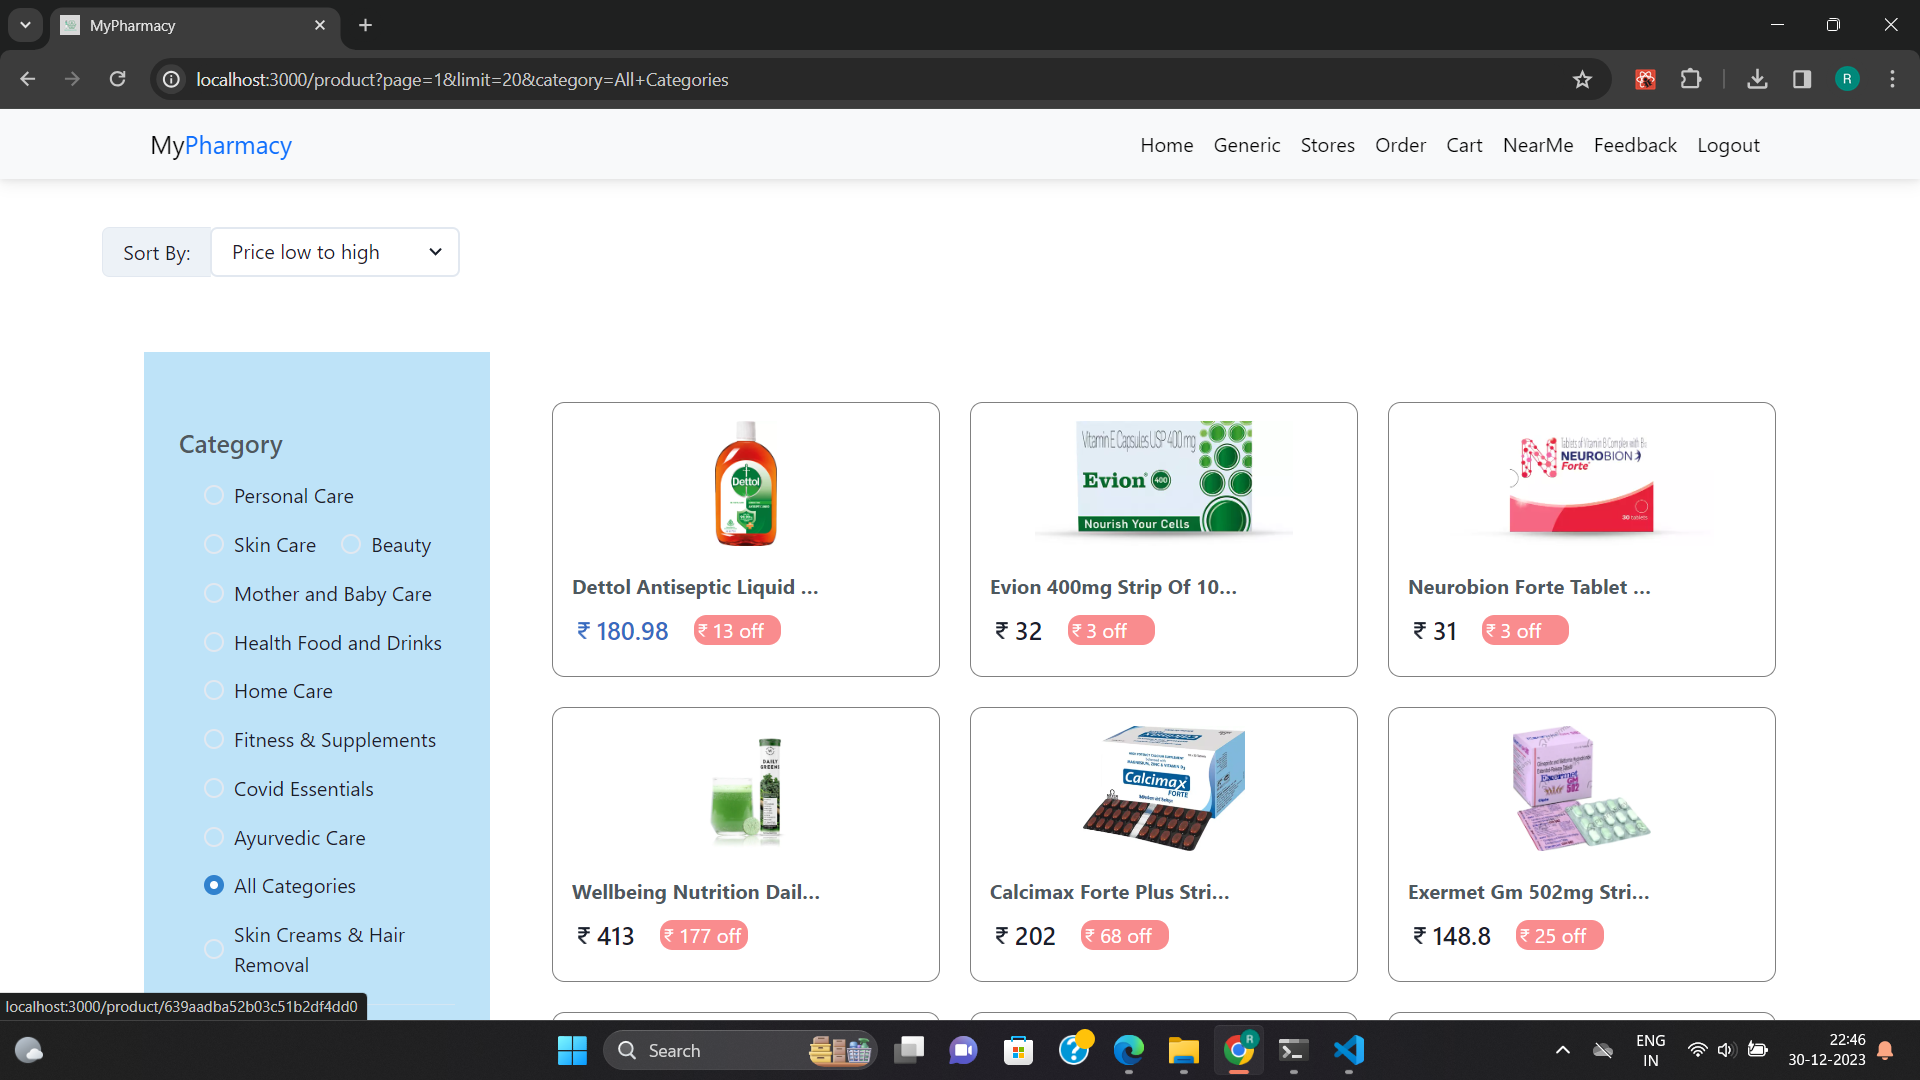 MyPharmacy
localhost:3000/product?page=1&limit=20&category=All+Categories
R
MyPharmacy
Home Generic Stores Order Cart NearMe Feedback Logout
Sort By: Price low to high
Category
Personal Care
Skin Care Beauty
Mother and Baby Care
Health Food and Drinks
Home Care
Fitness & Supplements
Covid Essentials
Ayurvedic Care
All Categories
Skin Creams & Hair
Removal
Dettol
Dettol Antiseptic Liquid ...
₹ 180.98 ₹ 13 off
Vitamin E Capsules USP 400 mg
Evion 400
Nourish Your Cells
Evion 400mg Strip Of 10...
₹ 32 ₹ 3 off
NEUROBION
Forte
30 tablets
Neurobion Forte Tablet ...
₹ 31 ₹ 3 off
DAILY
GREENS
Wellbeing Nutrition Dail...
₹ 413 ₹ 177 off
Calcimax
FORTE
Calcimax Forte Plus Stri...
₹ 202 ₹ 68 off
Exermet
GM 502
Exermet Gm 502mg Stri...
₹ 148.8 ₹ 25 off
localhost:3000/product/639aadba52b03c51b2df4dd0
Search
R
ENG
IN
22:46
30-12-2023